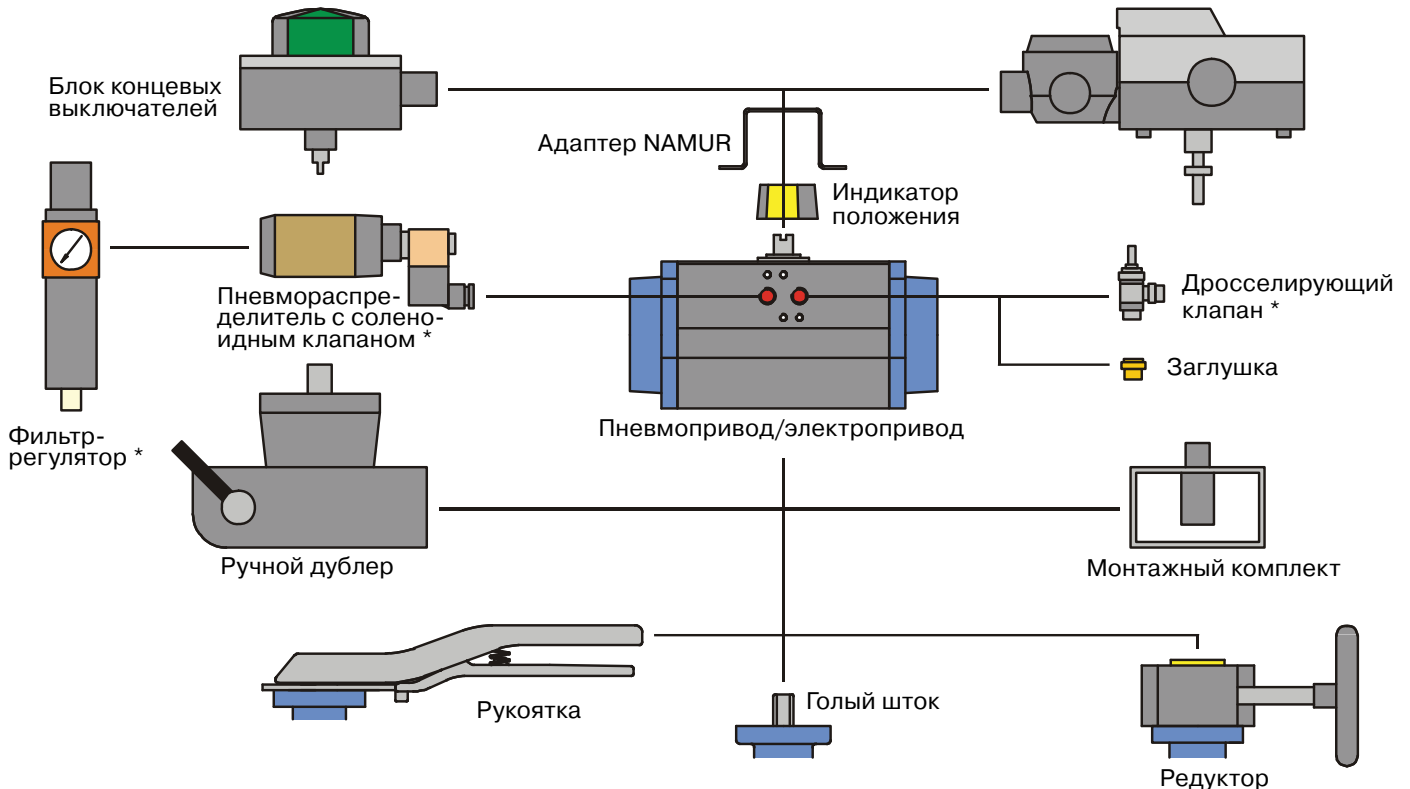 Блок концевых
выключателей
Адаптер NAMUR
Индикатор
положения
Пневмораспре-
делитель с солено-
идным клапаном *
Дросселирующий
клапан *
Заглушка
Пневмопривод/электропривод
Фильтр-
регулятор *
Ручной дублер
Монтажный комплект
Рукоятка
Голый шток
Редуктор